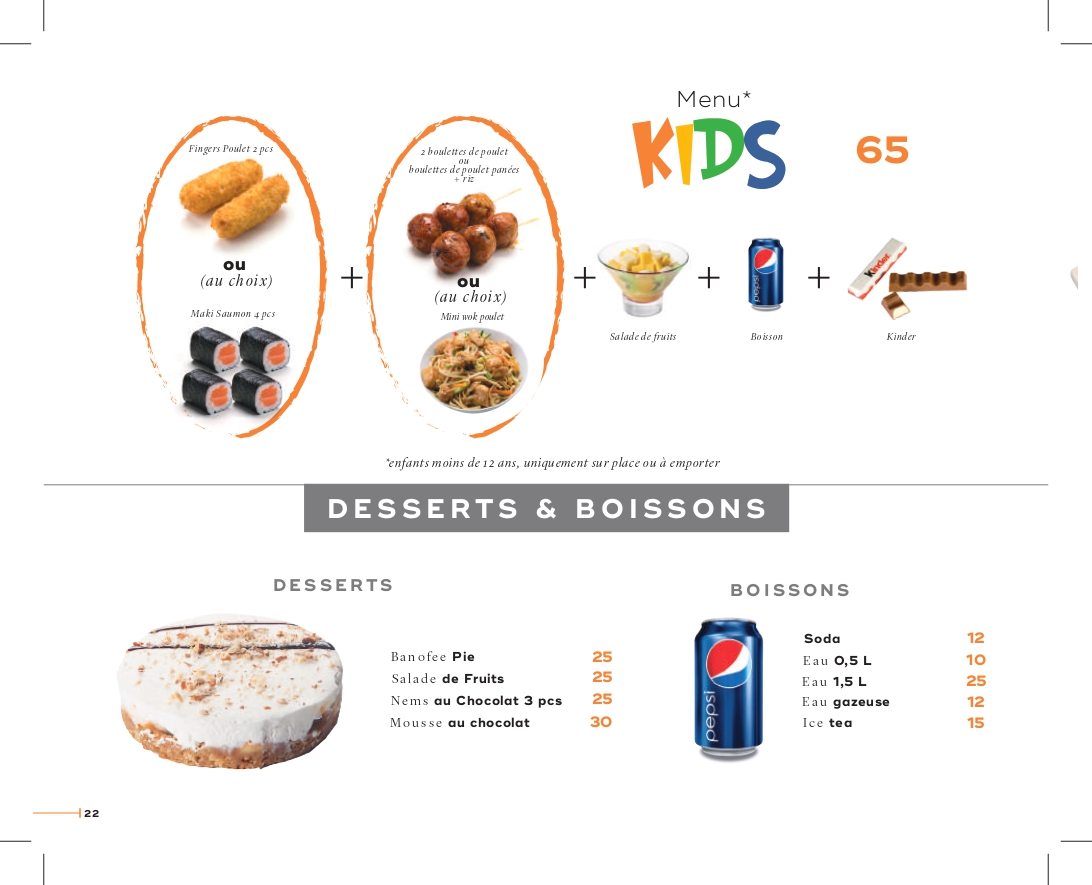 Menu*
KIDS
65
Fingers Poulet 2 pcs
ou
(au choix)
Maki Saumon 4 pcs
+
2 boulettes de poulet
ou
boulettes de poulet panées
+ riz
ou
(au choix)
Mini wok poulet
+
Salade de fruits
+
pepsi
Boisson
+
Kinder
Kinder
*enfants moins de 12 ans, uniquement sur place ou à emporter
DESSERTS & BOISSONS
DESSERTS
Banofee Pie 25
Salade de Fruits 25
Nems au Chocolat 3 pcs 25
Mousse au chocolat 30
BOISSONS
pepsi
Soda 12
Eau 0,5 L 10
Eau 1,5 L 25
Eau gazeuse 12
Ice tea 15
22